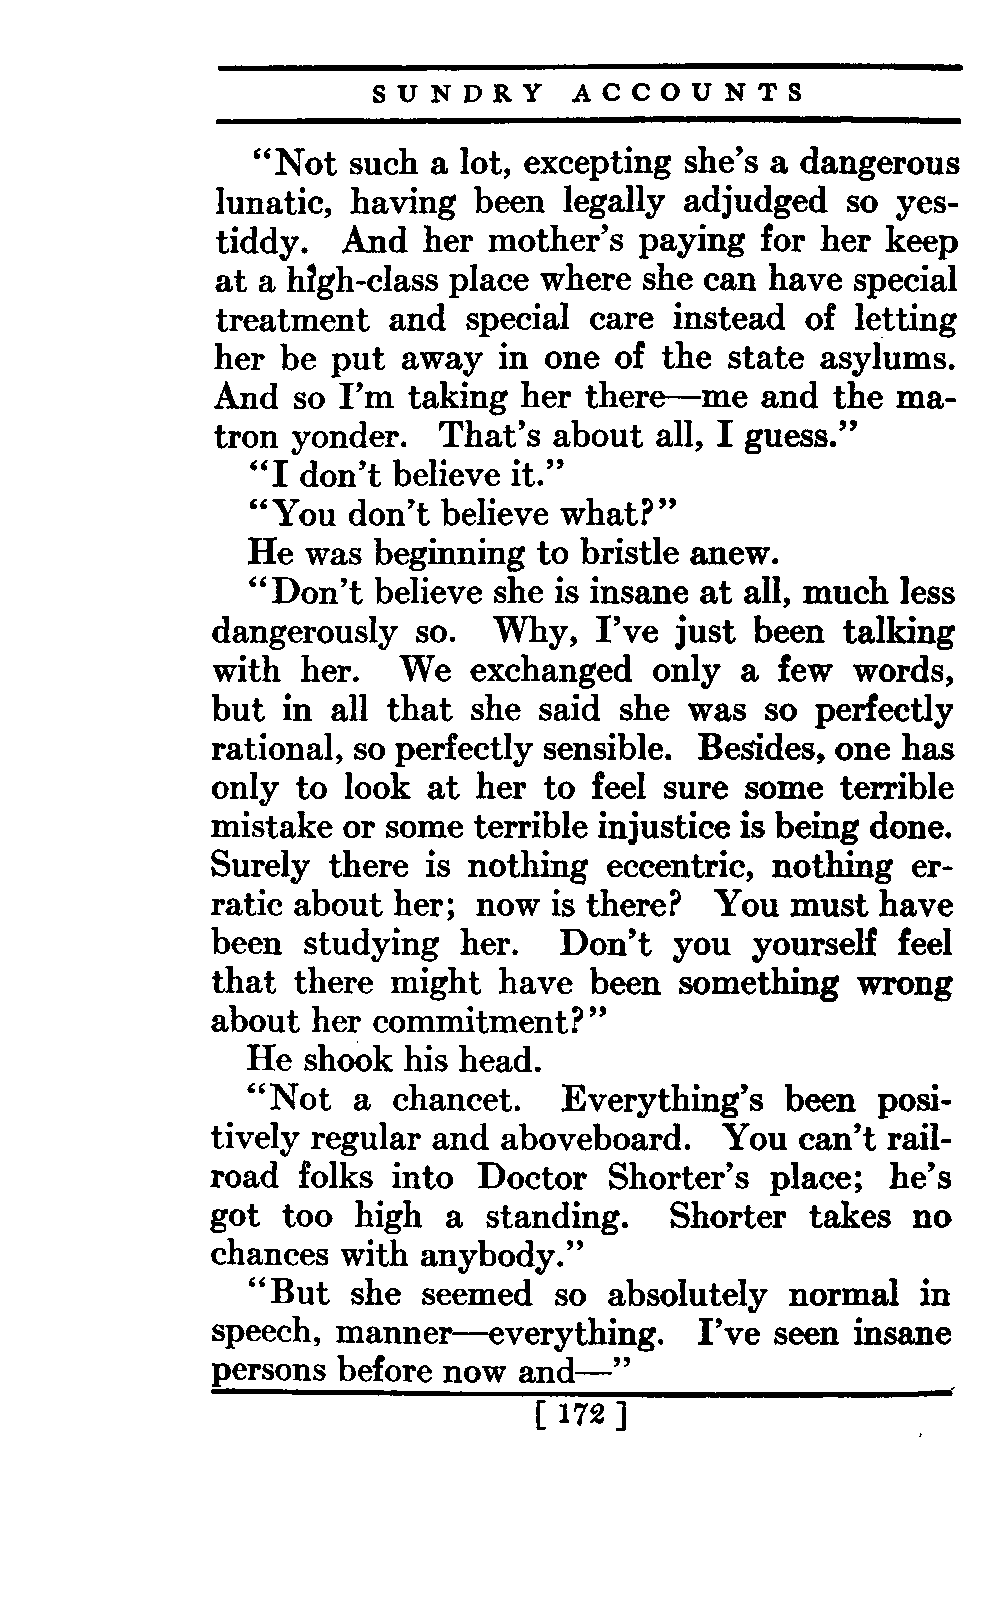 SUNDRY ACCOUNTS
“Not such a lot, excepting she’s a dangerous
lunatic, having been legally adjudged so yes-
tiddy. And her mother’s paying for her keep
at a high-class place where she can have special
treatment and special care instead of letting
her be put away in one of the state asylums.
And so I’m taking her there—me and the ma-
tron yonder. That’s about all, I guess.”
“I don’t believe it.”
“You don’t believe what?”
He was beginning to bristle anew.
“Don’t believe she is insane at all, much less
dangerously so. Why, I’ve just been talking
with her. We exchanged only a few words,
but in all that she said she was so perfectly
rational, so perfectly sensible. Besides, one has
only to look at her to feel sure some terrible
mistake or some terrible injustice is being done.
Surely there is nothing eccentric, nothing er-
ratic about her; now is there? You must have
been studying her. Don’t you yourself feel
that there might have been something wrong
about her commitment?”
He shook his head.
“Not a chancet. Everything’s been posi-
tively regular and aboveboard. You can’t rail-
road folks into Doctor Shorter’s place; he’s
got too high a standing. Shorter takes no
chances with anybody.”
“But she seemed so absolutely normal in
speech, manner—everything. I’ve seen insane
persons before now and—”
[ 172 ]